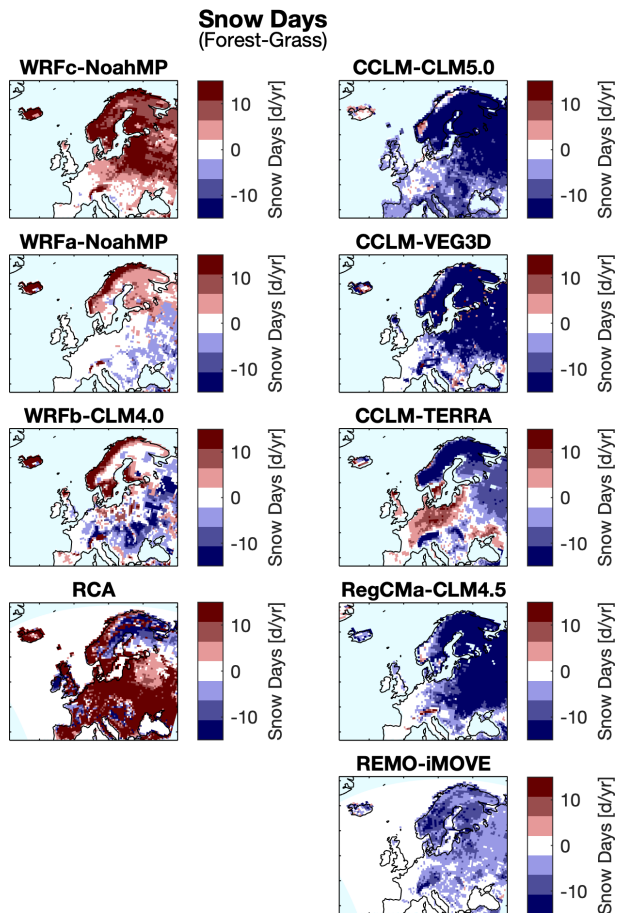 Snow Days
(Forest-Grass)
WRFc-NoahMP
10
0
-10
Snow Days [d/yr]
CCLM-CLM5.0
10
0
-10
Snow Days [d/yr]
WRFa-NoahMP
10
0
-10
Snow Days [d/yr]
CCLM-VEG3D
10
0
-10
Snow Days [d/yr]
WRFb-CLM4.0
10
0
-10
Snow Days [d/yr]
CCLM-TERRA
10
0
-10
Snow Days [d/yr]
RCA
10
0
-10
Snow Days [d/yr]
RegCMa-CLM4.5
10
0
-10
Snow Days [d/yr]
REMO-iMOVE
10
0
-10
Snow Days [d/yr]